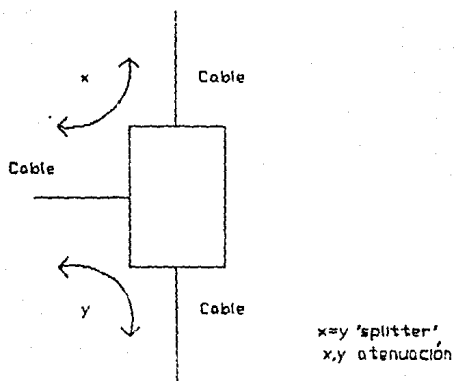 x
Cable
Cable
y
Cable
x=y 'splitter'
x,y atenuación